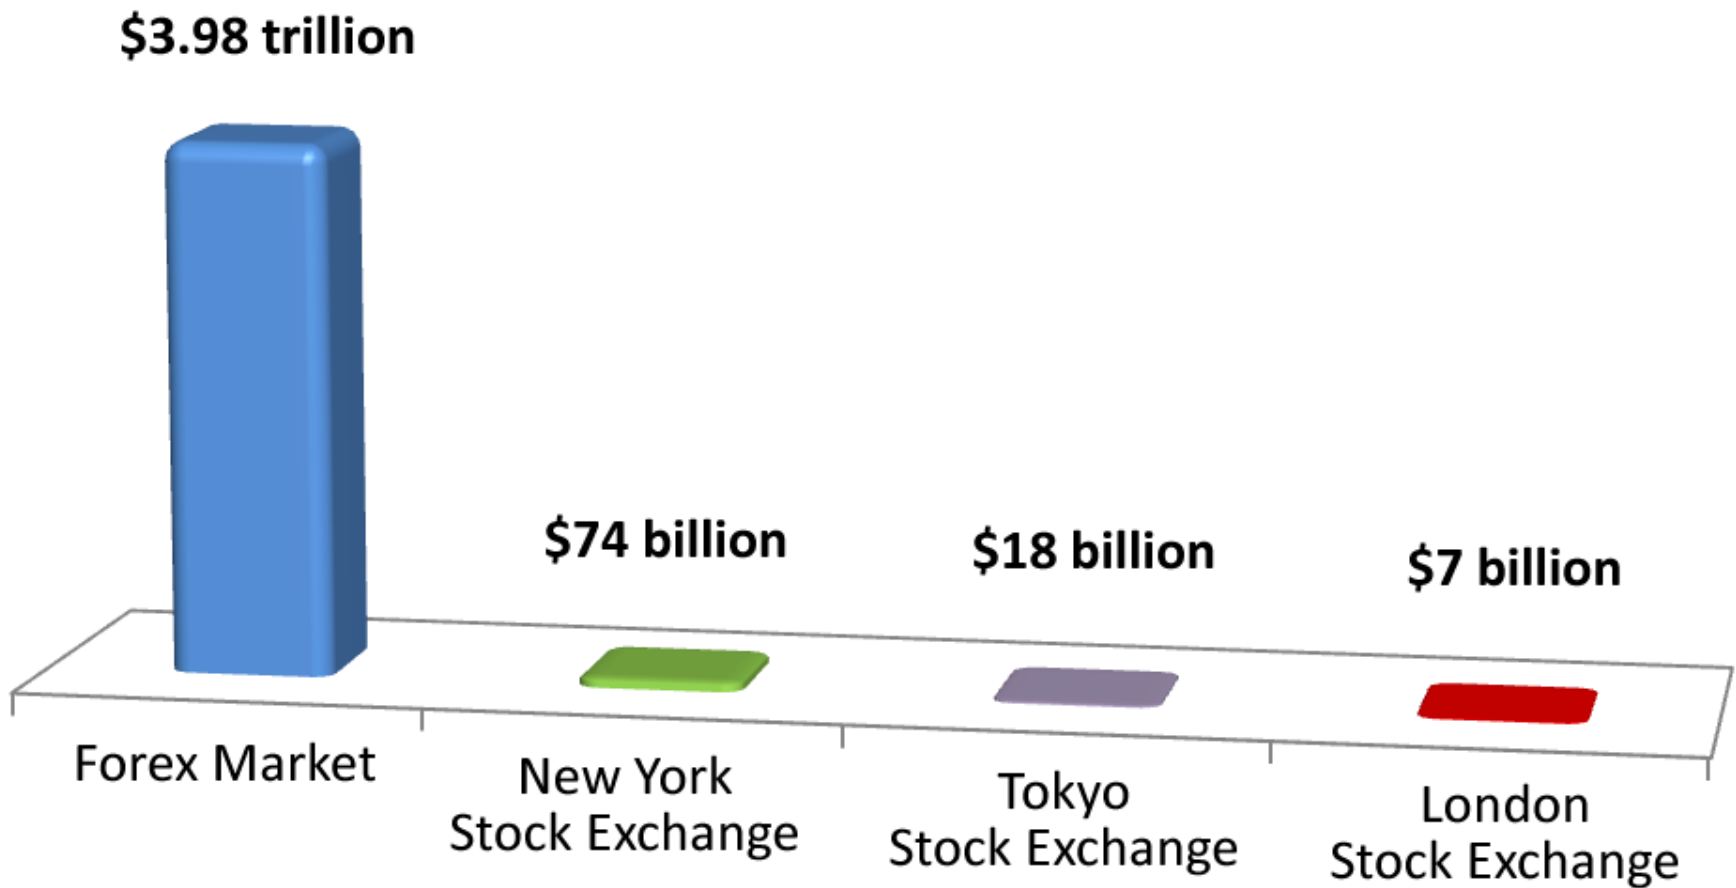 $3.98 trillion
$74 billion
$18 billion
$7 billion
Forex Market
New York
Stock Exchange
Tokyo
Stock Exchange
London
Stock Exchange